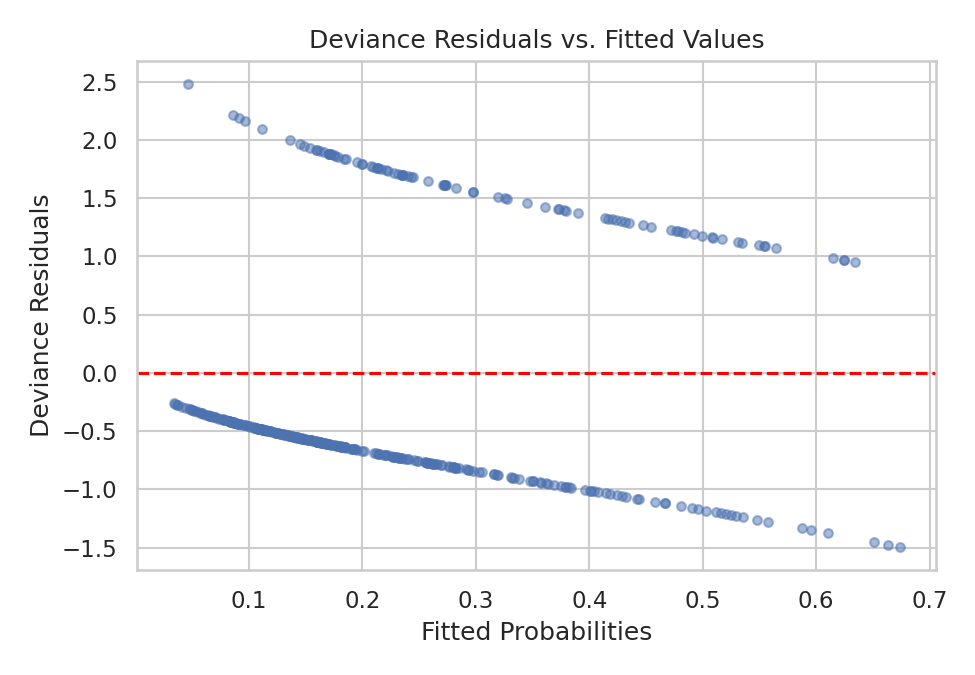 Deviance Residuals vs. Fitted Values
Deviance Residuals
2.5
2.0
1.5
1.0
0.5
0.0
−0.5
−1.0
−1.5
0.1 0.2 0.3 0.4 0.5 0.6 0.7
Fitted Probabilities